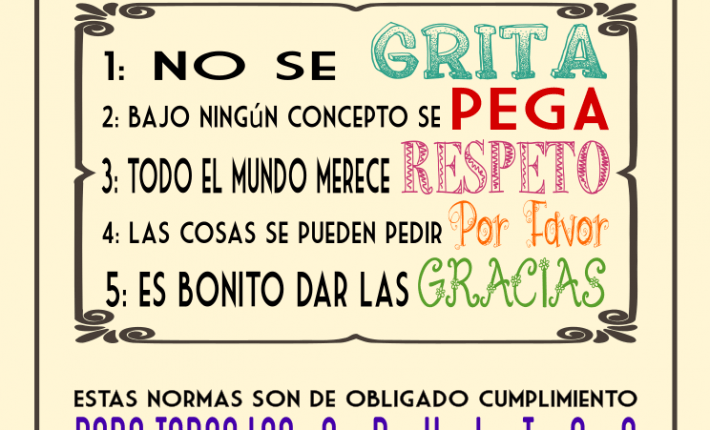 1: NO SE GRITA
2: BAJO NINGÚN CONCEPTO SE PEGA
3: TODO EL MUNDO MERECE RESPETO
4: LAS COSAS SE PUEDEN PEDIR Por Favor
5: ES BONITO DAR LAS GRACIAS
ESTAS NORMAS SON DE OBLIGADO CUMPLIMIENTO